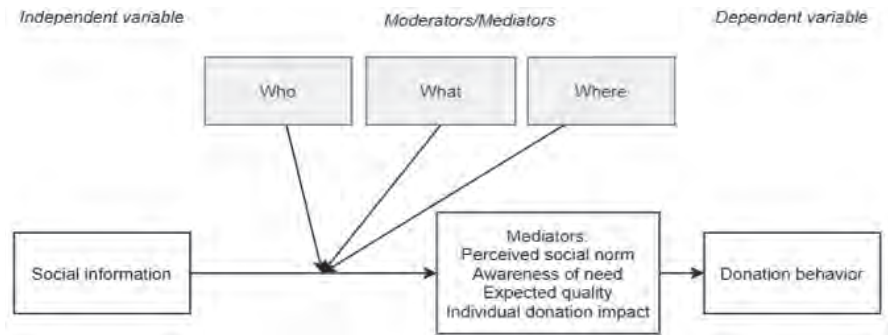 Independent variable Moderators/Mediators Dependent variable
Who What Where
Social information
Mediators:
Perceived social norm
Awareness of need
Expected quality
Individual donation impact
Donation behavior